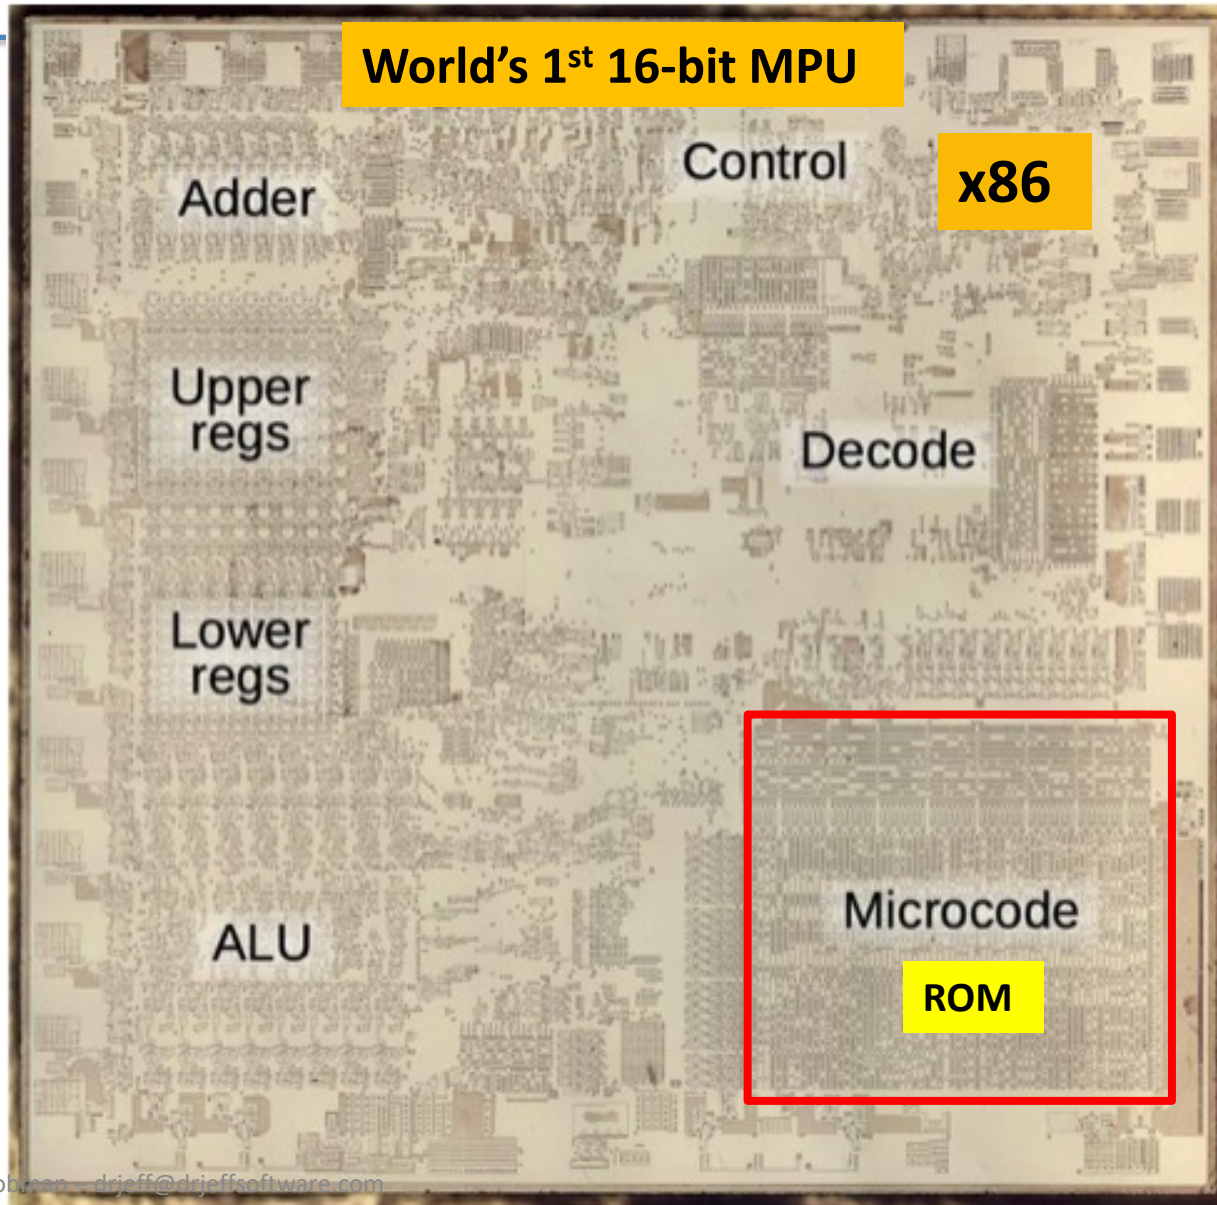 World's 1st 16-bit MPU
Control
x86
Adder
Upper
regs
Decode
Lower
regs
Microcode
ALU
ROM
drjeff@drjeffsoftware.com